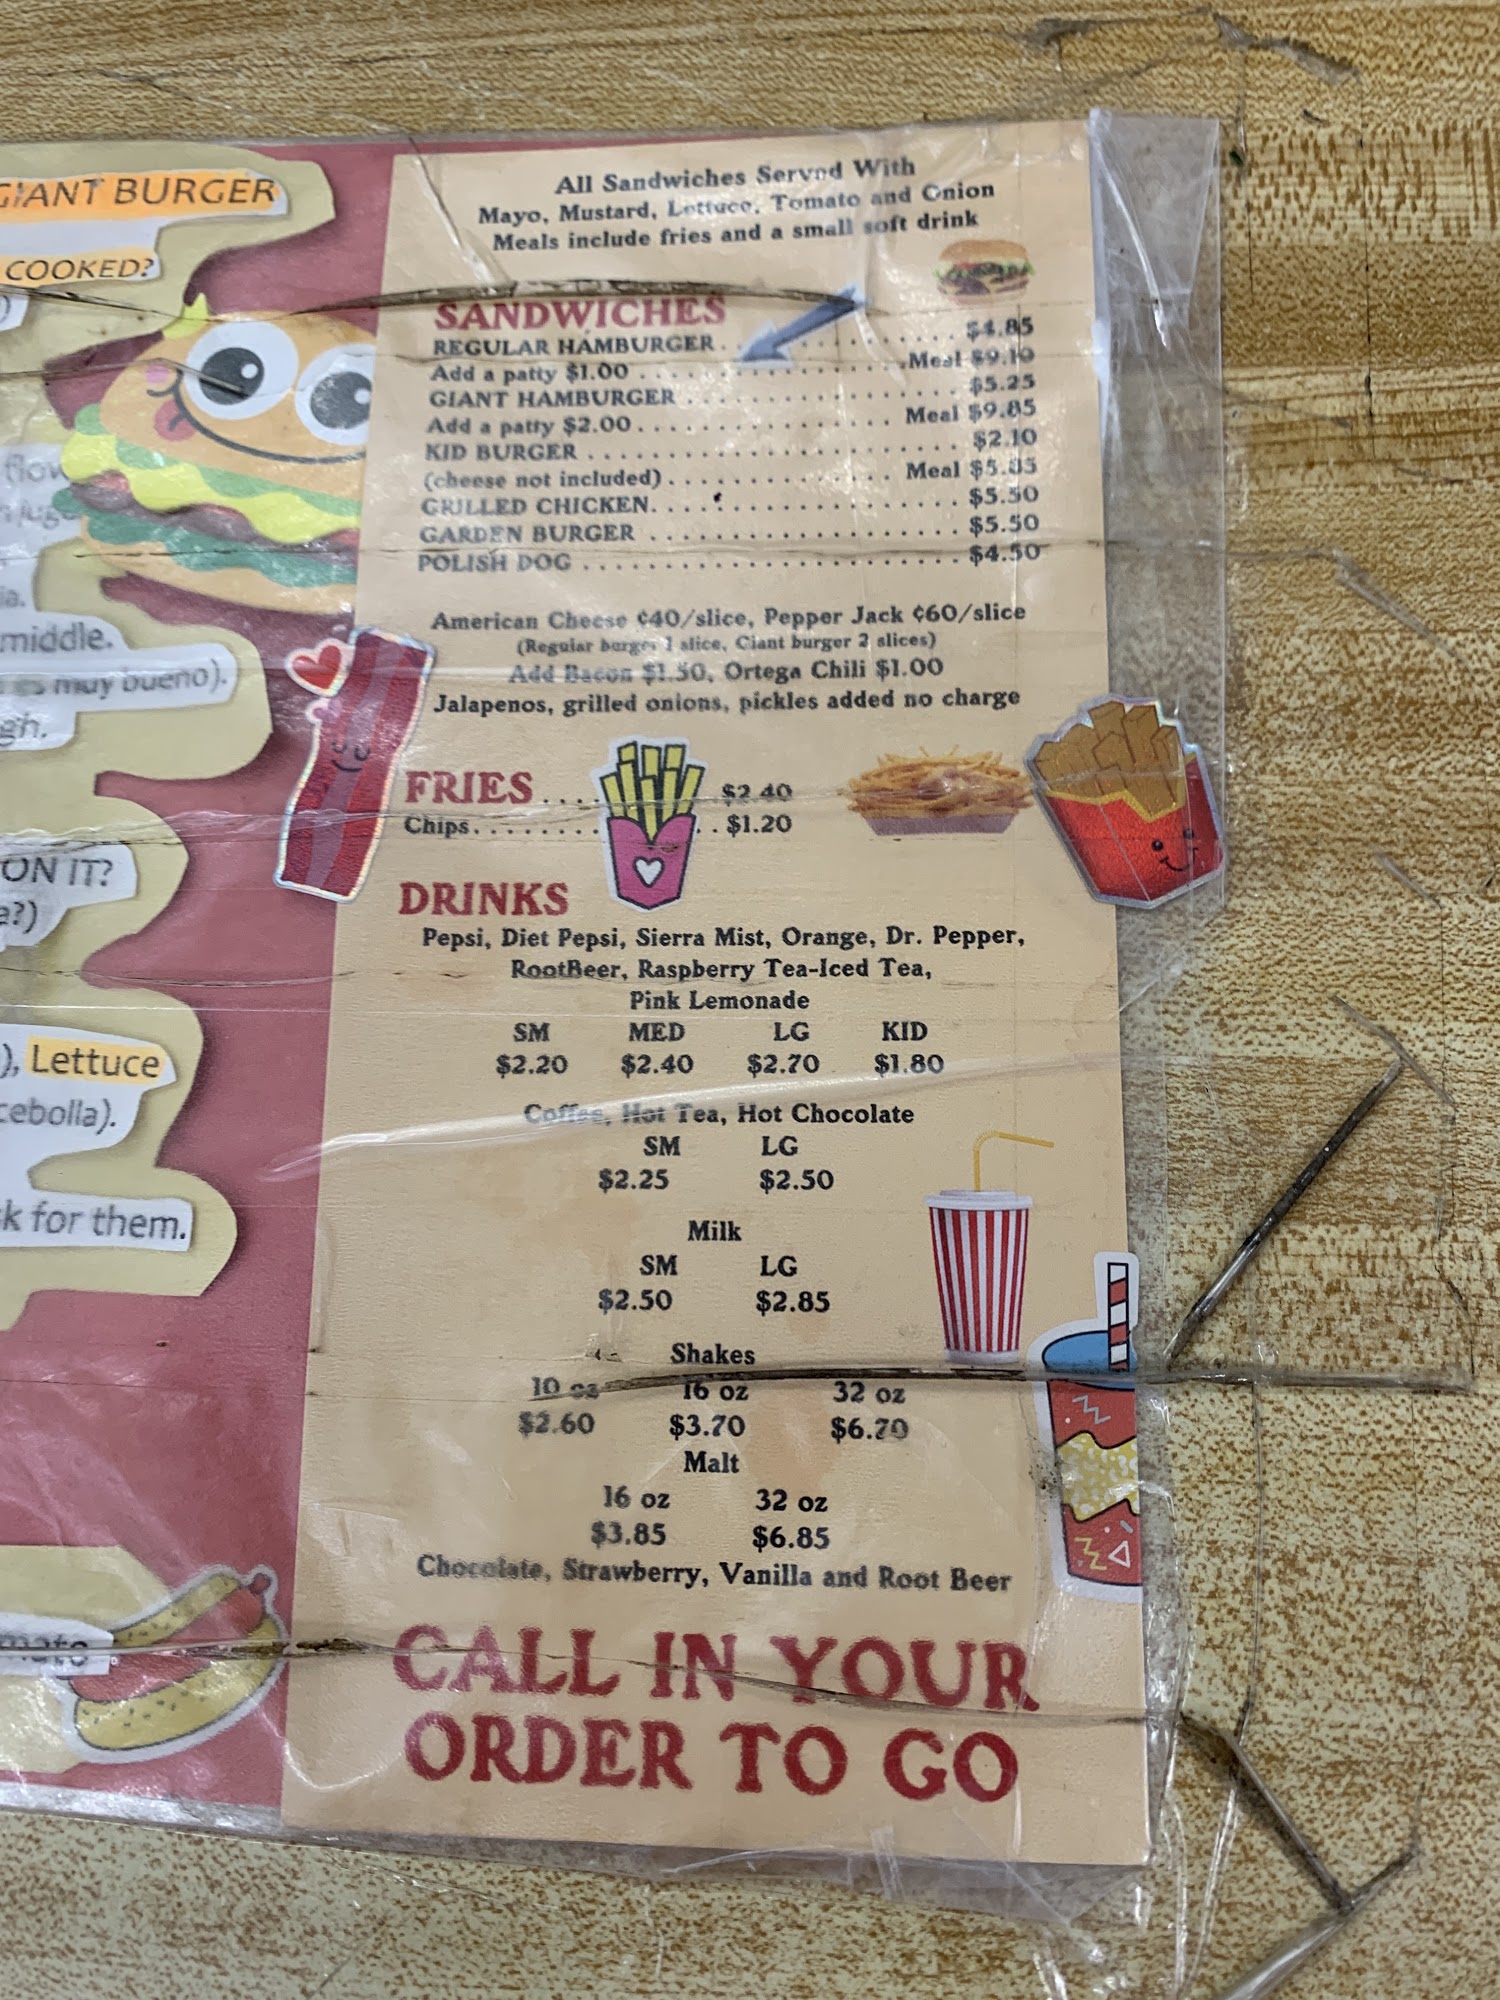 GIANT BURGER
COOKED?
flow
ia.
middle.
es muy bueno).
gh.
ON IT?
a?)
), Lettuce
cebolla).
k for them.
mato
All Sandwiches Served With
Mayo, Mustard, Lettuce, Tomato and Onion
Meals include fries and a small soft drink
SANDWICHES
REGULAR HAMBURGER . . . . . . . . . . . . . . . . $4.85
Add a patty $1.00 . . . . . . . . . . . . . . . . . . Meal $9.10
GIANT HAMBURGER . . . . . . . . . . . . . . . . . . $5.25
Add a patty $2.00 . . . . . . . . . . . . . . . . . Meal $9.85
KID BURGER . . . . . . . . . . . . . . . . . . . . . . . $2.10
(cheese not included) . . . . . . . . . . . . . . Meal $5.85
GRILLED CHICKEN. . . . . . . . . . . . . . . . . . . . $5.50
GARDEN BURGER . . . . . . . . . . . . . . . . . . . . $5.50
POLISH DOG . . . . . . . . . . . . . . . . . . . . . . . . $4.50
American Cheese ¢40/slice, Pepper Jack ¢60/slice
(Regular burger 1 slice, Giant burger 2 slices)
Add Bacon $1.50, Ortega Chili $1.00
Jalapenos, grilled onions, pickles added no charge
FRIES . . . . $2.40
Chips. . . . . . . . . . $1.20
DRINKS
Pepsi, Diet Pepsi, Sierra Mist, Orange, Dr. Pepper,
RootBeer, Raspberry Tea-Iced Tea,
Pink Lemonade
SM MED LG KID
$2.20 $2.40 $2.70 $1.80
Coffee, Hot Tea, Hot Chocolate
SM LG
$2.25 $2.50
Milk
SM LG
$2.50 $2.85
Shakes
10 oz 16 oz 32 oz
$2.60 $3.70 $6.70
Malt
16 oz 32 oz
$3.85 $6.85
Chocolate, Strawberry, Vanilla and Root Beer
CALL IN YOUR
ORDER TO GO